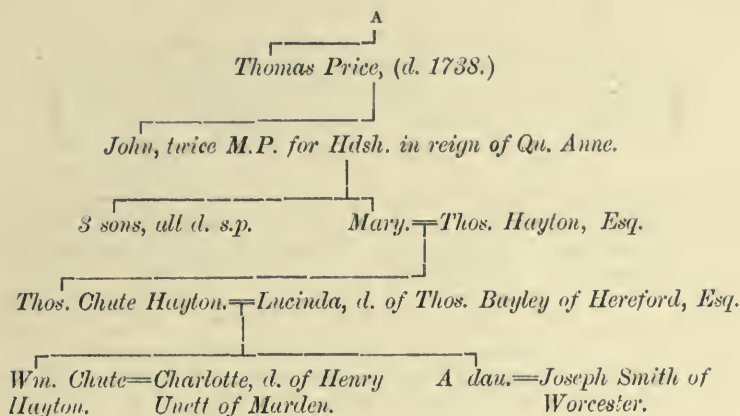 A
Thomas Price, (d. 1738.)
John, twice M.P. for Hdsh. in reign of Qu. Anne.
3 sons, all d. s.p. Mary.=Thos. Hayton, Esq.
Thos. Chute Hayton.=Lucinda, d. of Thos. Bayley of Hereford, Esq.
Wm. Chute=Charlotte, d. of Henry A dau.=Joseph Smith of
Hayton. Unett of Marden. Worcester.